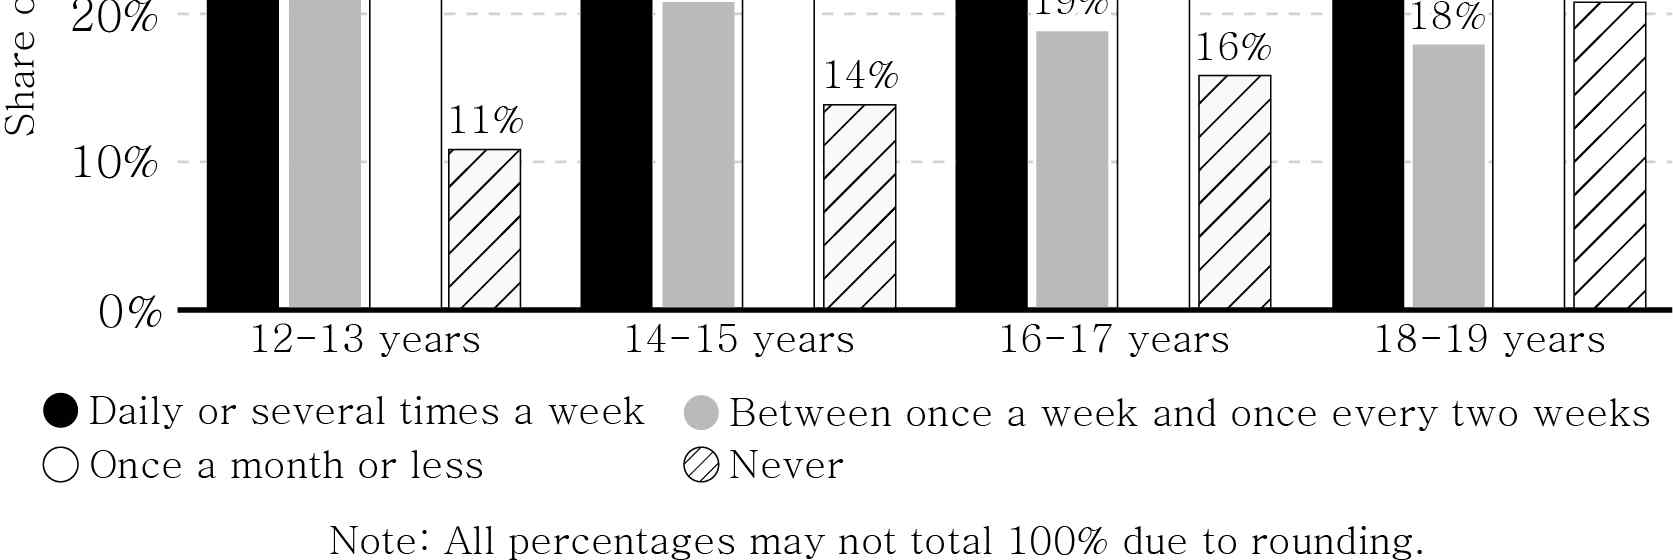 20%
19%
18%
16%
14%
11%
10%
0%
Share
12-13 years
14-15 years
16-17 years
18-19 years
Daily or several times a week
Between once a week and once every two weeks
Once a month or less
Never
Note: All percentages may not total 100% due to rounding.